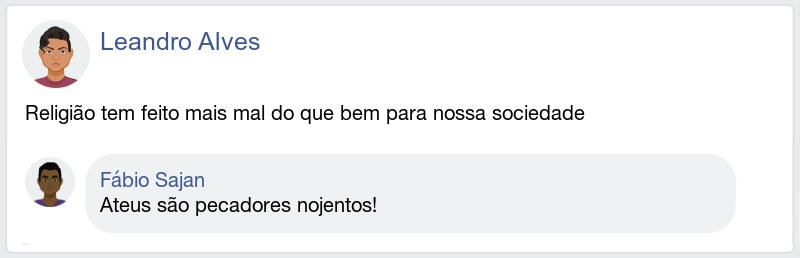 Leandro Alves
Religião tem feito mais mal do que bem para nossa sociedade
Fábio Sajan
Ateus são pecadores nojentos!